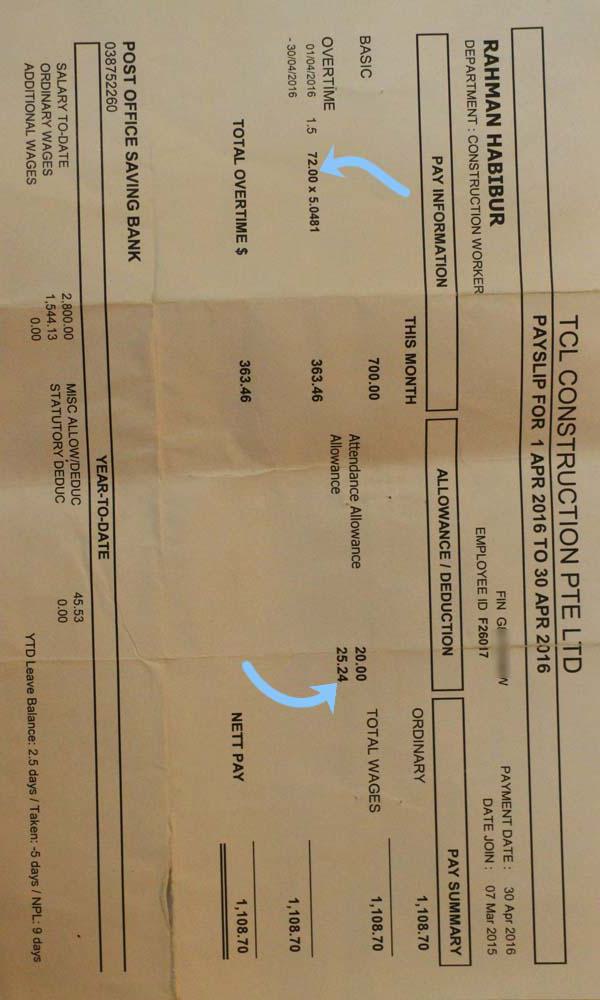 TCL CONSTRUCTION PTE LTD
PAYSLIP FOR 1 APR 2016 TO 30 APR 2016
RAHMAN HABIBUR FIN GI W PAYMENT DATE : 30 Apr 2016
DEPARTMENT : CONSTRUCTION WORKER EMPLOYEE ID F26017 DATE JOIN : 07 Mar 2015
PAY INFORMATION ALLOWANCE / DEDUCTION PAY SUMMARY
THIS MONTH ORDINARY 1,108.70
BASIC 700.00 Attendance Allowance 20.00 TOTAL WAGES 1,108.70
Allowance 25.24
OVERTIME
01/04/2016 1.5 72.00 x 5.0481 363.46
- 30/04/2016 1,108.70
TOTAL OVERTIME $ 363.46 NETT PAY 1,108.70
POST OFFICE SAVING BANK
038752260
YEAR-TO-DATE
SALARY TO-DATE 2,800.00 MISC ALLOW/DEDUC 45.53
ORDINARY WAGES 1,544.13 STATUTORY DEDUC 0.00
ADDITIONAL WAGES 0.00
YTD Leave Balance: 2.5 days / Taken: -5 days / NPL: 9 days